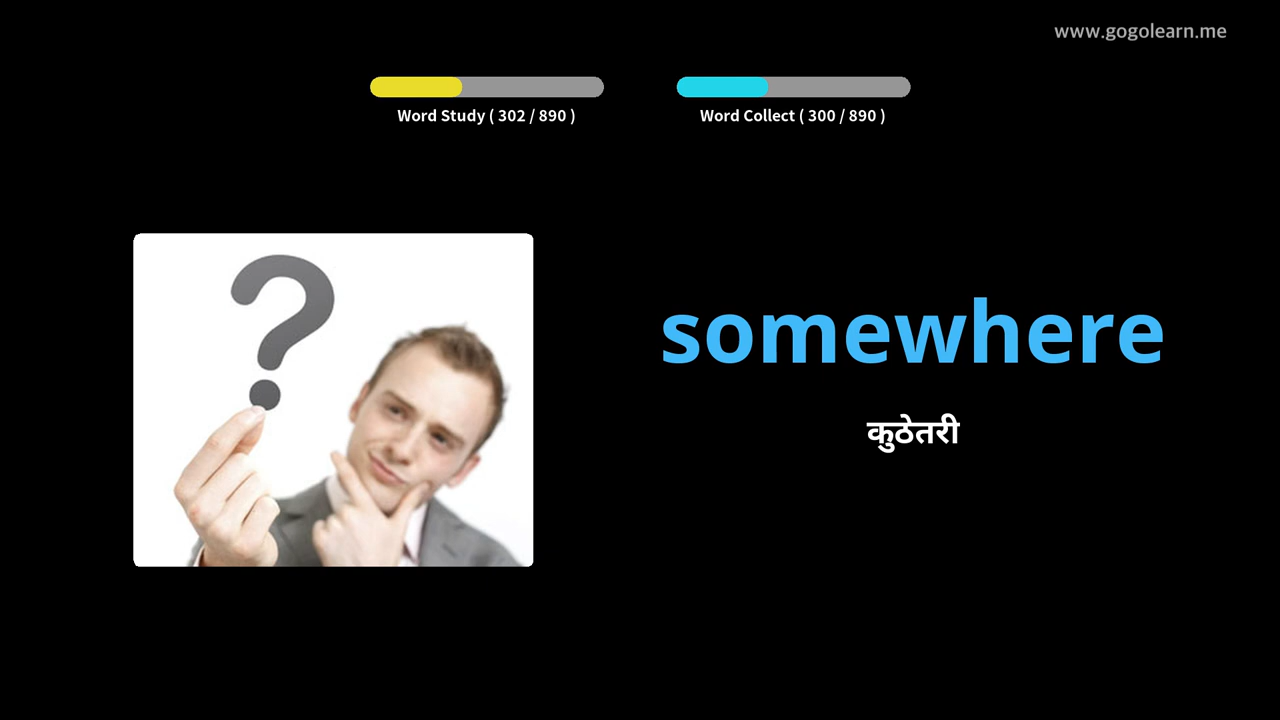 www.gogolearn.me
Word Study ( 302 / 890 )
Word Collect ( 300 / 890 )
?
somewhere
कुठेतरी